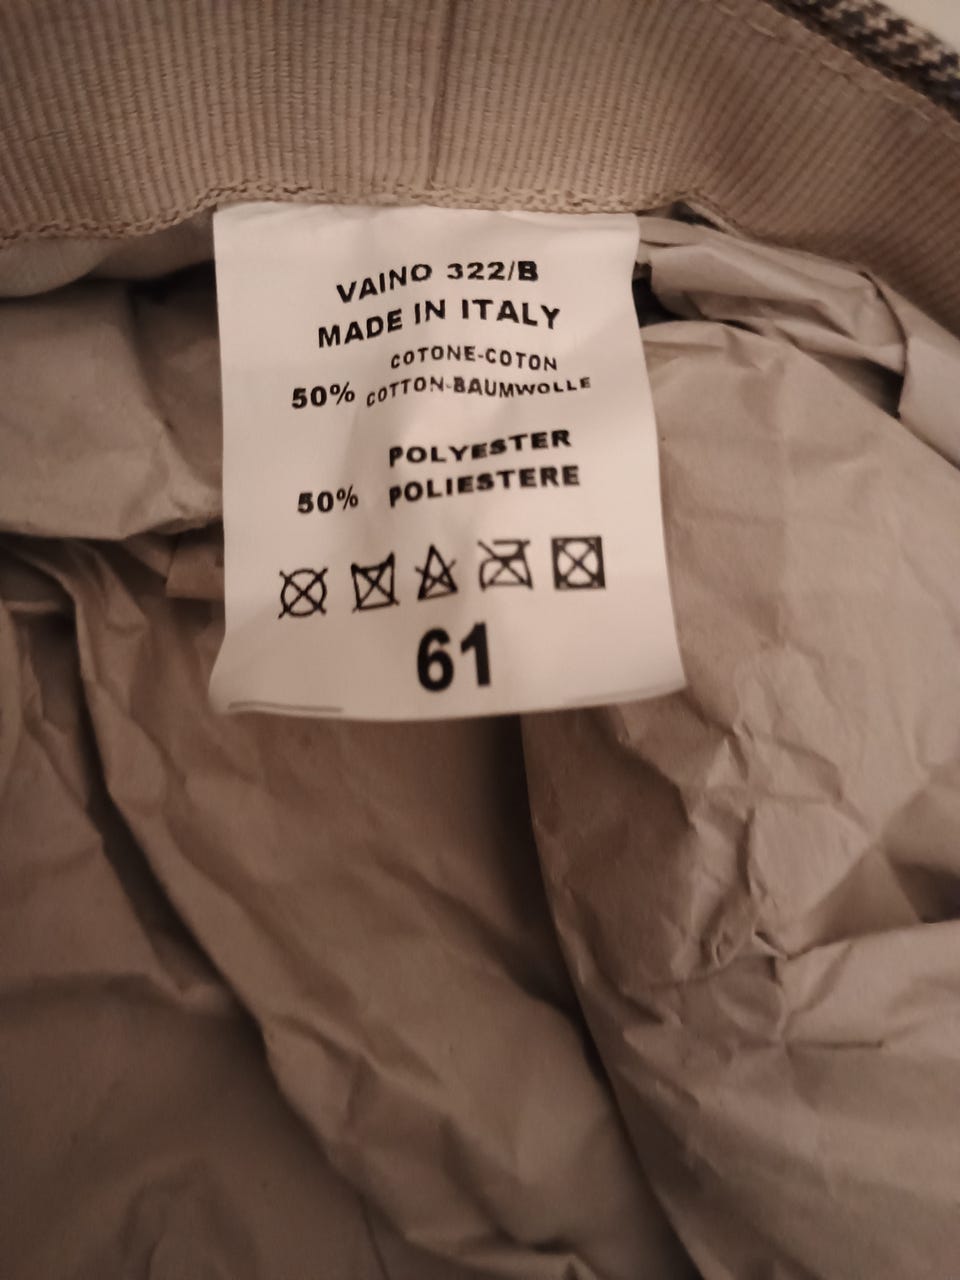 VAINO 322/B
MADE IN ITALY
COTONE-COTON
50% COTTON-BAUMWOLLE
POLYESTER
50% POLIESTERE
61